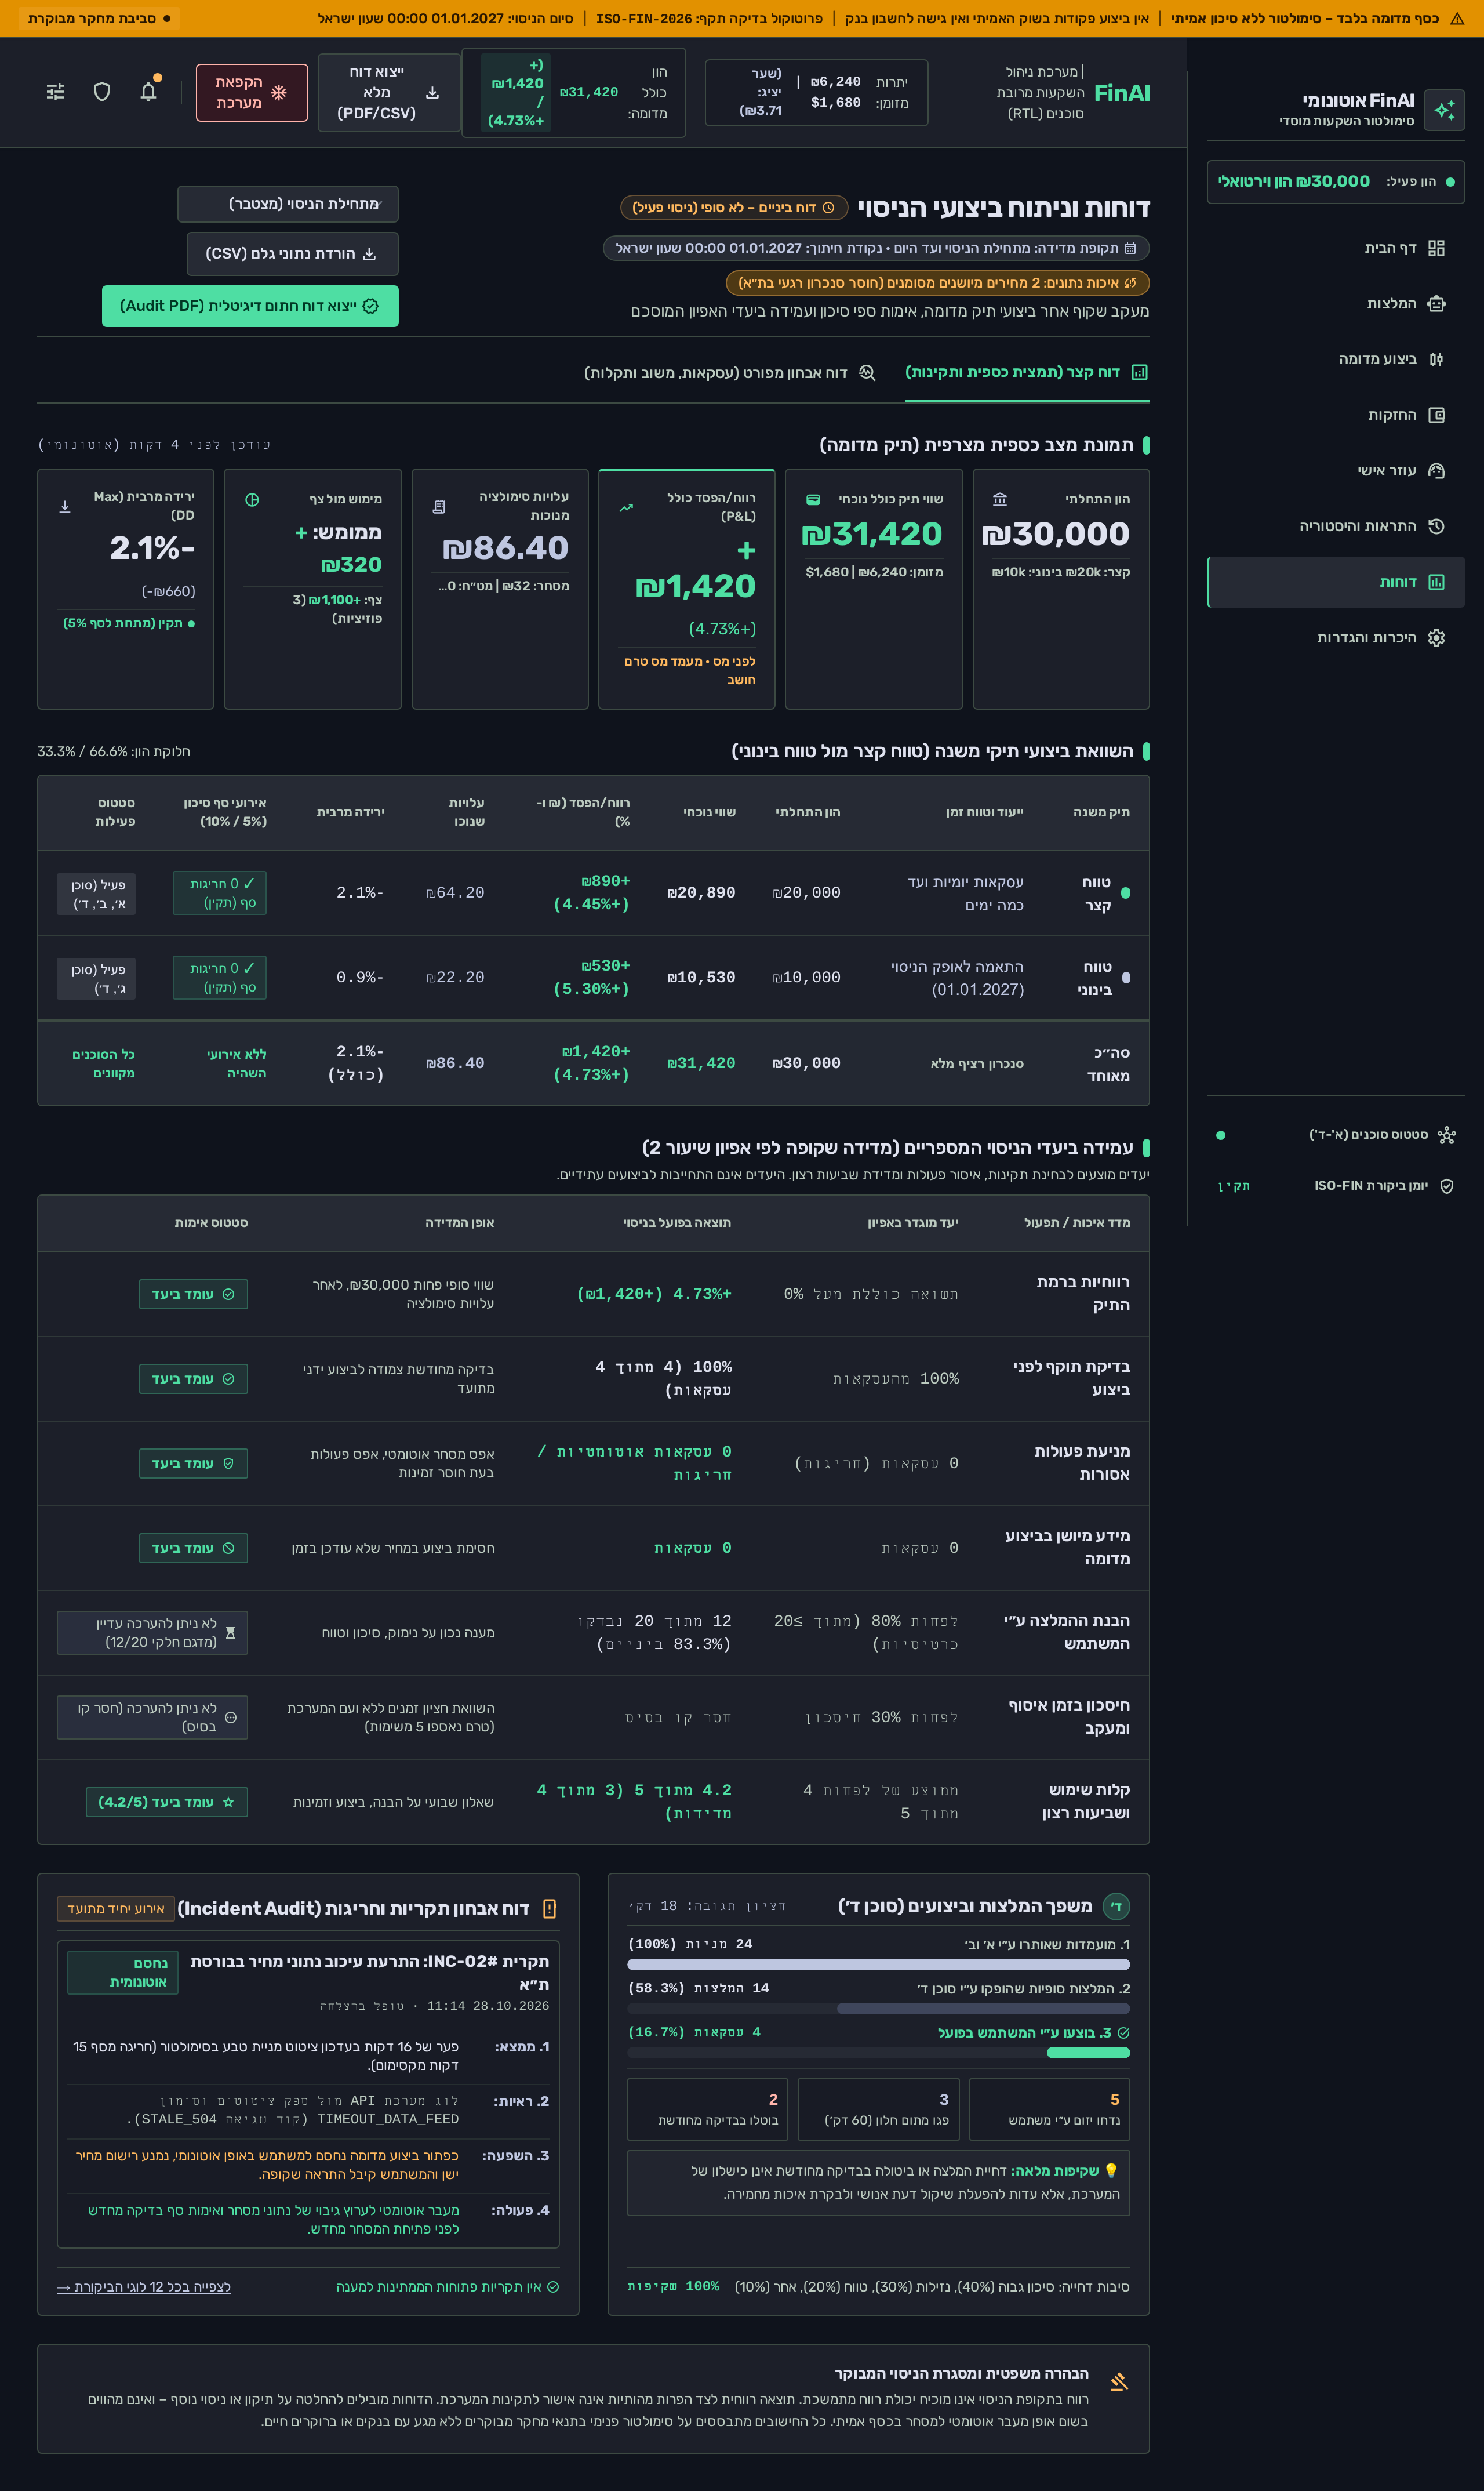 כסף מדומה בלבד – סימולטור ללא סיכון אמיתי | אין ביצוע פקודות בשוק האמיתי ואין גישה לחשבון בנק | פרוטוקול בדיקה תקף: ISO-FIN-2026 | סיום הניסוי: 01.01.2027 00:00 שעון ישראל
סביבת מחקר מבוקרת
FinAI אוטונומי
סימולטור השקעות מוסדי
הון פעיל: ₪30,000 הון וירטואלי
דף הבית
המלצות
ביצוע מדומה
החזקות
עוזר אישי
התראות והיסטוריה
דוחות
היכרות והגדרות
סטטוס סוכנים (א'-ד')
יומן ביקורת ISO-FIN תקין
FinAI
| מערכת ניהול
השקעות מרובת
סוכנים (RTL)
יתרות
מזומן:
₪6,240 |
$1,680
(שער
יציג:
₪3.71)
הון
כולל
מדומה:
₪31,420
(+
₪1,420
/
+4.73%)
ייצוא דוח
מלא
(PDF/CSV)
הקפאת
מערכת
דוחות וניתוח ביצועי הניסוי
דוח ביניים – לא סופי (ניסוי פעיל)
תקופת מדידה: מתחילת הניסוי ועד היום • נקודת חיתוך: 01.01.2027 00:00 שעון ישראל
איכות נתונים: 2 מחירים מיושנים מסומנים (חוסר סנכרון רגעי בת״א)
מעקב שקוף אחר ביצועי תיק מדומה, אימות ספי סיכון ועמידה ביעדי האפיון המוסכם
מתחילת הניסוי (מצטבר)
הורדת נתוני גלם (CSV)
ייצוא דוח חתום דיגיטלית (Audit PDF)
דוח קצר (תמצית כספית ותקינות)
דוח אבחון מפורט (עסקאות, משוב ותקלות)
תמונת מצב כספית מצרפית (תיק מדומה)
עודכן לפני 4 דקות (אוטונומי)
הון התחלתי
₪30,000
קצר: ₪20k בינוני: ₪10k
שווי תיק כולל נוכחי
₪31,420
מזומן: ₪6,240 | $1,680
רווח/הפסד כולל
(P&L)
+
₪1,420
(+4.73%)
לפני מס • מעמד מס טרם
חושב
עלויות סימולציה
מנוכות
₪86.40
מסחר: ₪32 | מט״ח: 0...
מימוש מול צף
ממומש: +
₪320
צף: +₪1,100 (3
פוזיציות)
ירידה מרבית (Max
DD)
-2.1%
(-₪660)
תקין (מתחת לסף 5%)
השוואת ביצועי תיקי משנה (טווח קצר מול טווח בינוני)
חלוקת הון: 66.6% / 33.3%
תיק משנה
ייעוד וטווח זמן
הון התחלתי
שווי נוכחי
רווח/הפסד (₪ ו-
%)
עלויות
שנוכו
ירידה מרבית
אירועי סף סיכון
(5% / 10%)
סטטוס
פעילות
טווח
קצר
עסקאות יומיות ועד
כמה ימים
₪20,000
₪20,890
+₪890
(+4.45%)
₪64.20
-2.1%
✓ 0 חריגות
סף (תקין)
פעיל (סוכן
א׳, ב׳, ד׳)
טווח
בינוני
התאמה לאופק הניסוי
(01.01.2027)
₪10,000
₪10,530
+₪530
(+5.30%)
₪22.20
-0.9%
✓ 0 חריגות
סף (תקין)
פעיל (סוכן
ג׳, ד׳)
סה״כ
מאוחד
סנכרון רציף מלא
₪30,000
₪31,420
+₪1,420
(+4.73%)
₪86.40
-2.1%
(כולל)
ללא אירועי
השהיה
כל הסוכנים
מקוונים
עמידה ביעדי הניסוי המספריים (מדידה שקופה לפי אפיון שיעור 2)
יעדים מוצעים לבחינת תקינות, איסור פעולות ומדידת שביעות רצון. היעדים אינם התחייבות לביצועים עתידיים.
מדד איכות / תפעול
יעד מוגדר באפיון
תוצאה בפועל בניסוי
אופן המדידה
סטטוס אימות
רווחיות ברמת
התיק
תשואה כוללת מעל 0%
+4.73% (+₪1,420)
שווי סופי פחות ₪30,000, לאחר
עלויות סימולציה
עומד ביעד
בדיקת תוקף לפני
ביצוע
100% מהעסקאות
100% (4 מתוך 4
עסקאות)
בדיקה מחודשת צמודה לביצוע ידני
מתועד
עומד ביעד
מניעת פעולות
אסורות
0 עסקאות (חריגות)
0 עסקאות אוטומטיות /
חריגות
אפס מסחר אוטומטי, אפס פעולות
בעת חוסר זמינות
עומד ביעד
מידע מיושן בביצוע
מדומה
0 עסקאות
0 עסקאות
חסימת ביצוע במחיר שלא עודכן בזמן
עומד ביעד
הבנת ההמלצה ע״י
המשתמש
לפחות 80% (מתוך ≥20
כרטיסיות)
12 מתוך 20 נבדקו
(83.3% ביניים)
מענה נכון על נימוק, סיכון וטווח
לא ניתן להערכה עדיין
(מדגם חלקי 12/20)
חיסכון בזמן איסוף
ומעקב
לפחות 30% חיסכון
חסר קו בסיס
השוואת חציון זמנים ללא ועם המערכת
(טרם נאספו 5 משימות)
לא ניתן להערכה (חסר קו
בסיס)
קלות שימוש
ושביעות רצון
ממוצע של לפחות 4
מתוך 5
4.2 מתוך 5 (3 מתוך 4
מדידות)
שאלון שבועי על הבנה, ביצוע וזמינות
עומד ביעד (4.2/5)
ד׳
משפך המלצות וביצועים (סוכן ד׳)
חציון תגובה: 18 דק׳
1. מועמדות שאותרו ע״י א׳ וב׳
24 מניות (100%)
2. המלצות סופיות שהופקו ע״י סוכן ד׳
14 המלצות (58.3%)
3. בוצעו ע״י המשתמש בפועל
4 עסקאות (16.7%)
5
נדחו יזום ע״י משתמש
3
פגו מתום חלון (60 דק׳)
2
בוטלו בבדיקה מחודשת
💡 שקיפות מלאה: דחיית המלצה או ביטולה בבדיקה מחודשת אינן כישלון של
המערכת, אלא עדות להפעלת שיקול דעת אנושי ולבקרת איכות מחמירה.
סיבות דחייה: סיכון גבוה (40%), נזילות (30%), טווח (20%), אחר (10%)
100% שקיפות
דוח אבחון תקריות וחריגות (Incident Audit)
אירוע יחיד מתועד
תקרית #INC-02: התרעת עיכוב נתוני מחיר בבורסת
ת״א
28.10.2026 11:14 · טופל בהצלחה
נחסם
אוטונומית
1. ממצא:
פער של 16 דקות בעדכון ציטוט מניית טבע בסימולטור (חריגה מסף 15
דקות מקסימום).
2. ראיות:
לוג מערכת API מול ספק ציטוטים וסימון
TIMEOUT_DATA_FEED (קוד שגיאה STALE_504).
3. השפעה:
כפתור ביצוע מדומה נחסם למשתמש באופן אוטונומי, נמנע רישום מחיר
ישן והמשתמש קיבל התראה שקופה.
4. פעולה:
מעבר אוטומטי לערוץ גיבוי של נתוני מסחר ואימות סף בדיקה מחדש
לפני פתיחת המסחר מחדש.
אין תקריות פתוחות הממתינות למענה
לצפייה בכל 12 לוגי הביקורת ←
הבהרה משפטית ומסגרת הניסוי המבוקר
רווח בתקופת הניסוי אינו מוכיח יכולת רווח מתמשכת. תוצאה רווחית לצד הפרות מהותיות אינה אישור לתקינות המערכת. הדוחות מובילים להחלטה על תיקון או ניסוי נוסף – ואינם מהווים
בשום אופן מעבר אוטומטי למסחר בכסף אמיתי. כל החישובים מתבססים על סימולטור פנימי בתנאי מחקר מבוקרים ללא מגע עם בנקים או ברוקרים חיים.